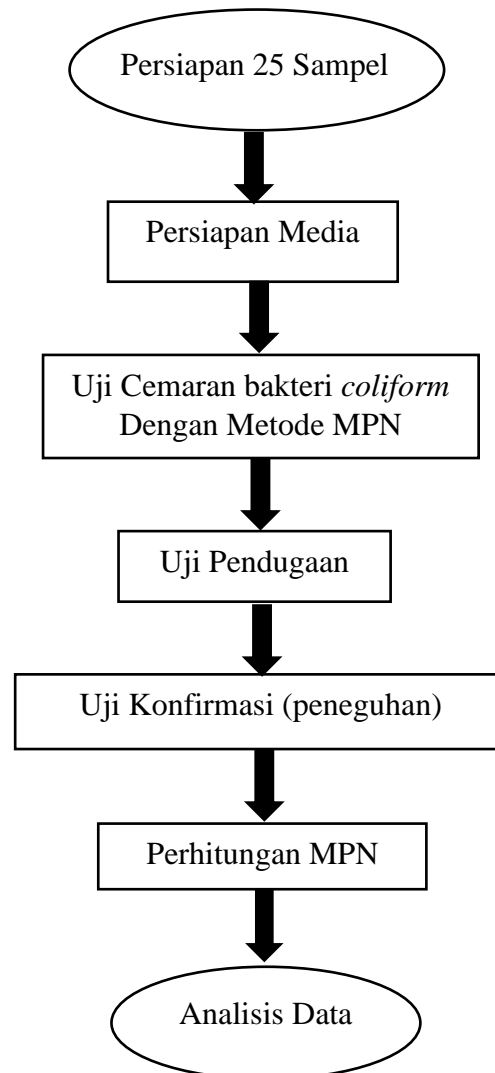 Persiapan 25 Sampel
Persiapan Media
Uji Cemaran bakteri coliform
Dengan Metode MPN
Uji Pendugaan
Uji Konfirmasi (peneguhan)
Perhitungan MPN
Analisis Data